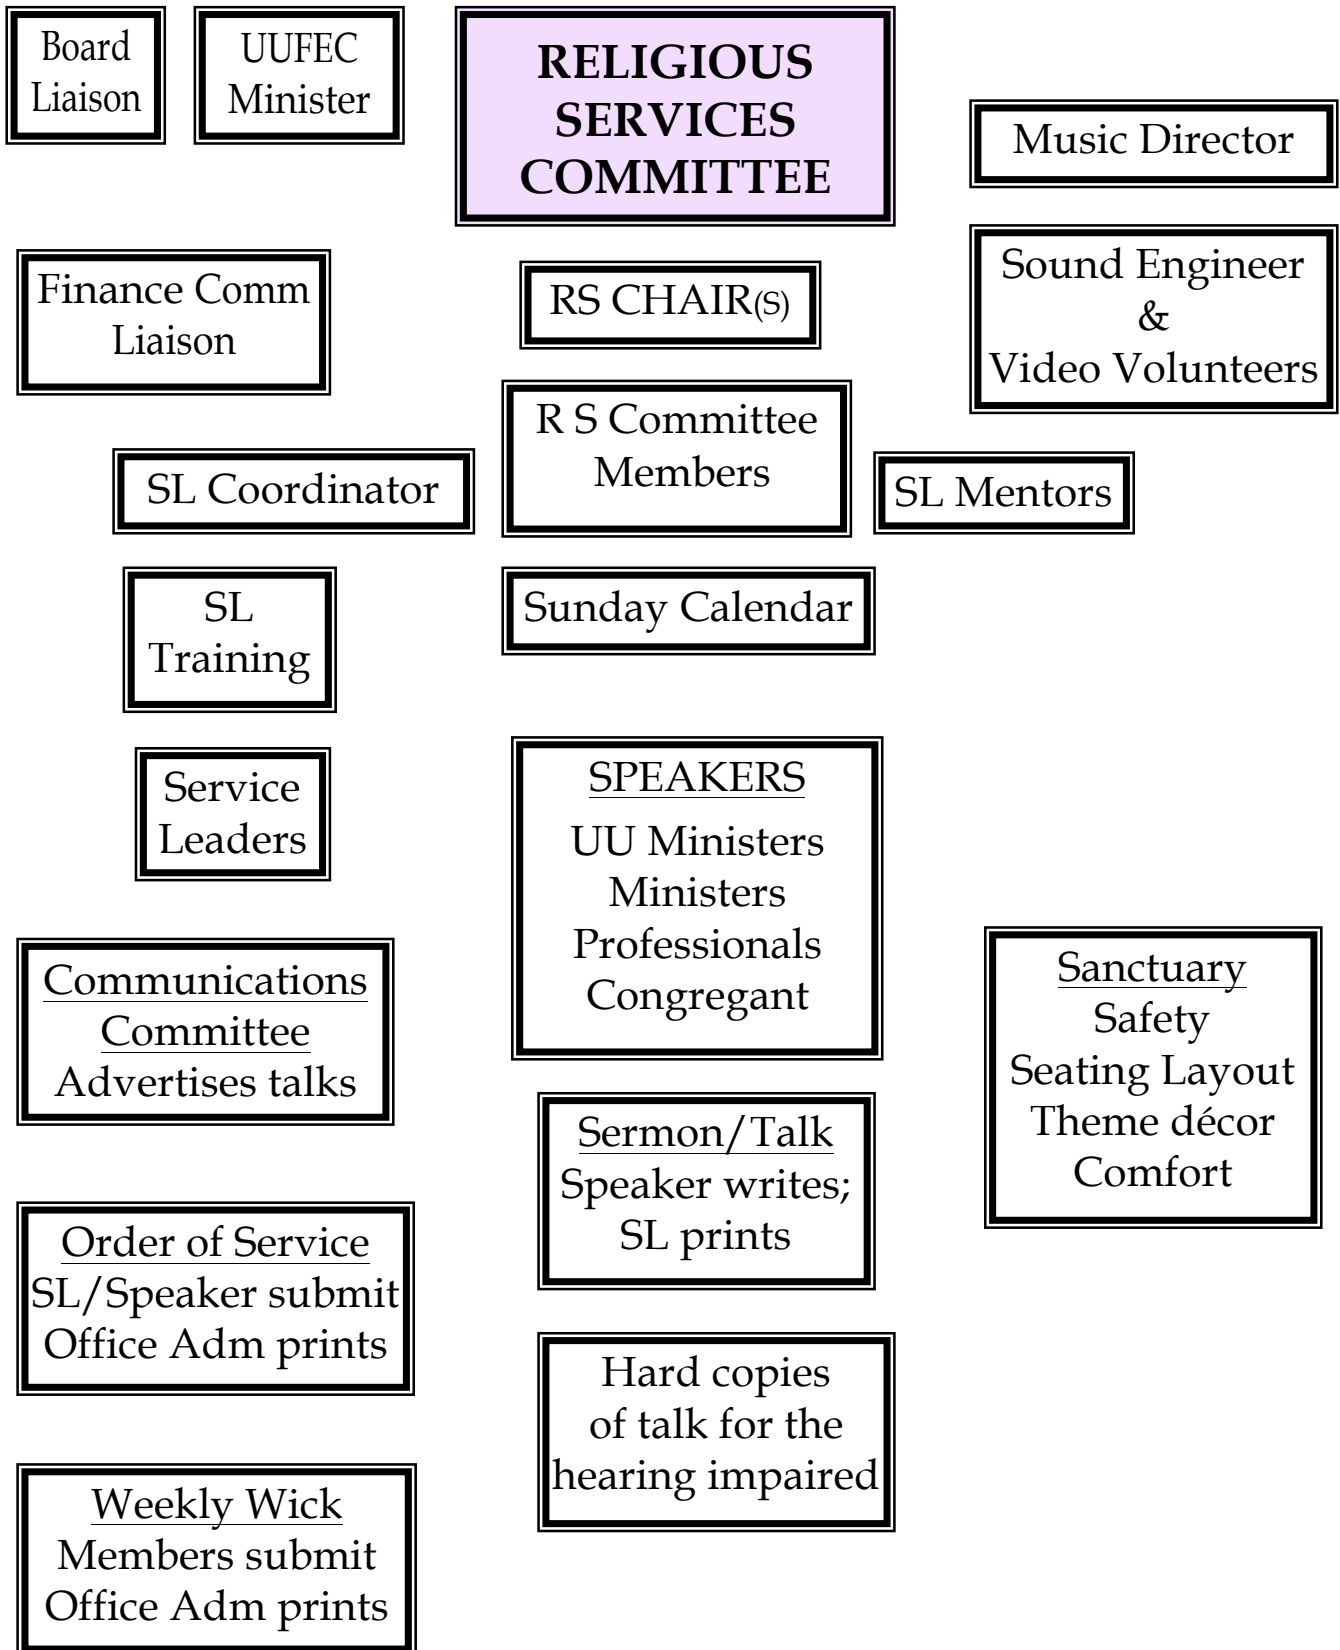 Board
Liaison
UUFEC
Minister
RELIGIOUS
SERVICES
COMMITTEE
Music Director
Finance Comm
Liaison
RS CHAIR(S)
Sound Engineer
&
Video Volunteers
R S Committee
Members
SL Coordinator
SL Mentors
SL
Training
Sunday Calendar
Service
Leaders
SPEAKERS
UU Ministers
Ministers
Professionals
Congregant
Communications
Committee
Advertises talks
Sanctuary
Safety
Seating Layout
Theme décor
Comfort
Sermon/Talk
Speaker writes;
SL prints
Order of Service
SL/Speaker submit
Office Adm prints
Hard copies
of talk for the
hearing impaired
Weekly Wick
Members submit
Office Adm prints